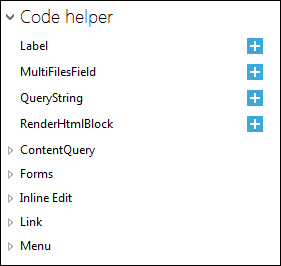 Code helper
Label
MultiFilesField
QueryString
RenderHtmlBlock
ContentQuery
Forms
Inline Edit
Link
Menu